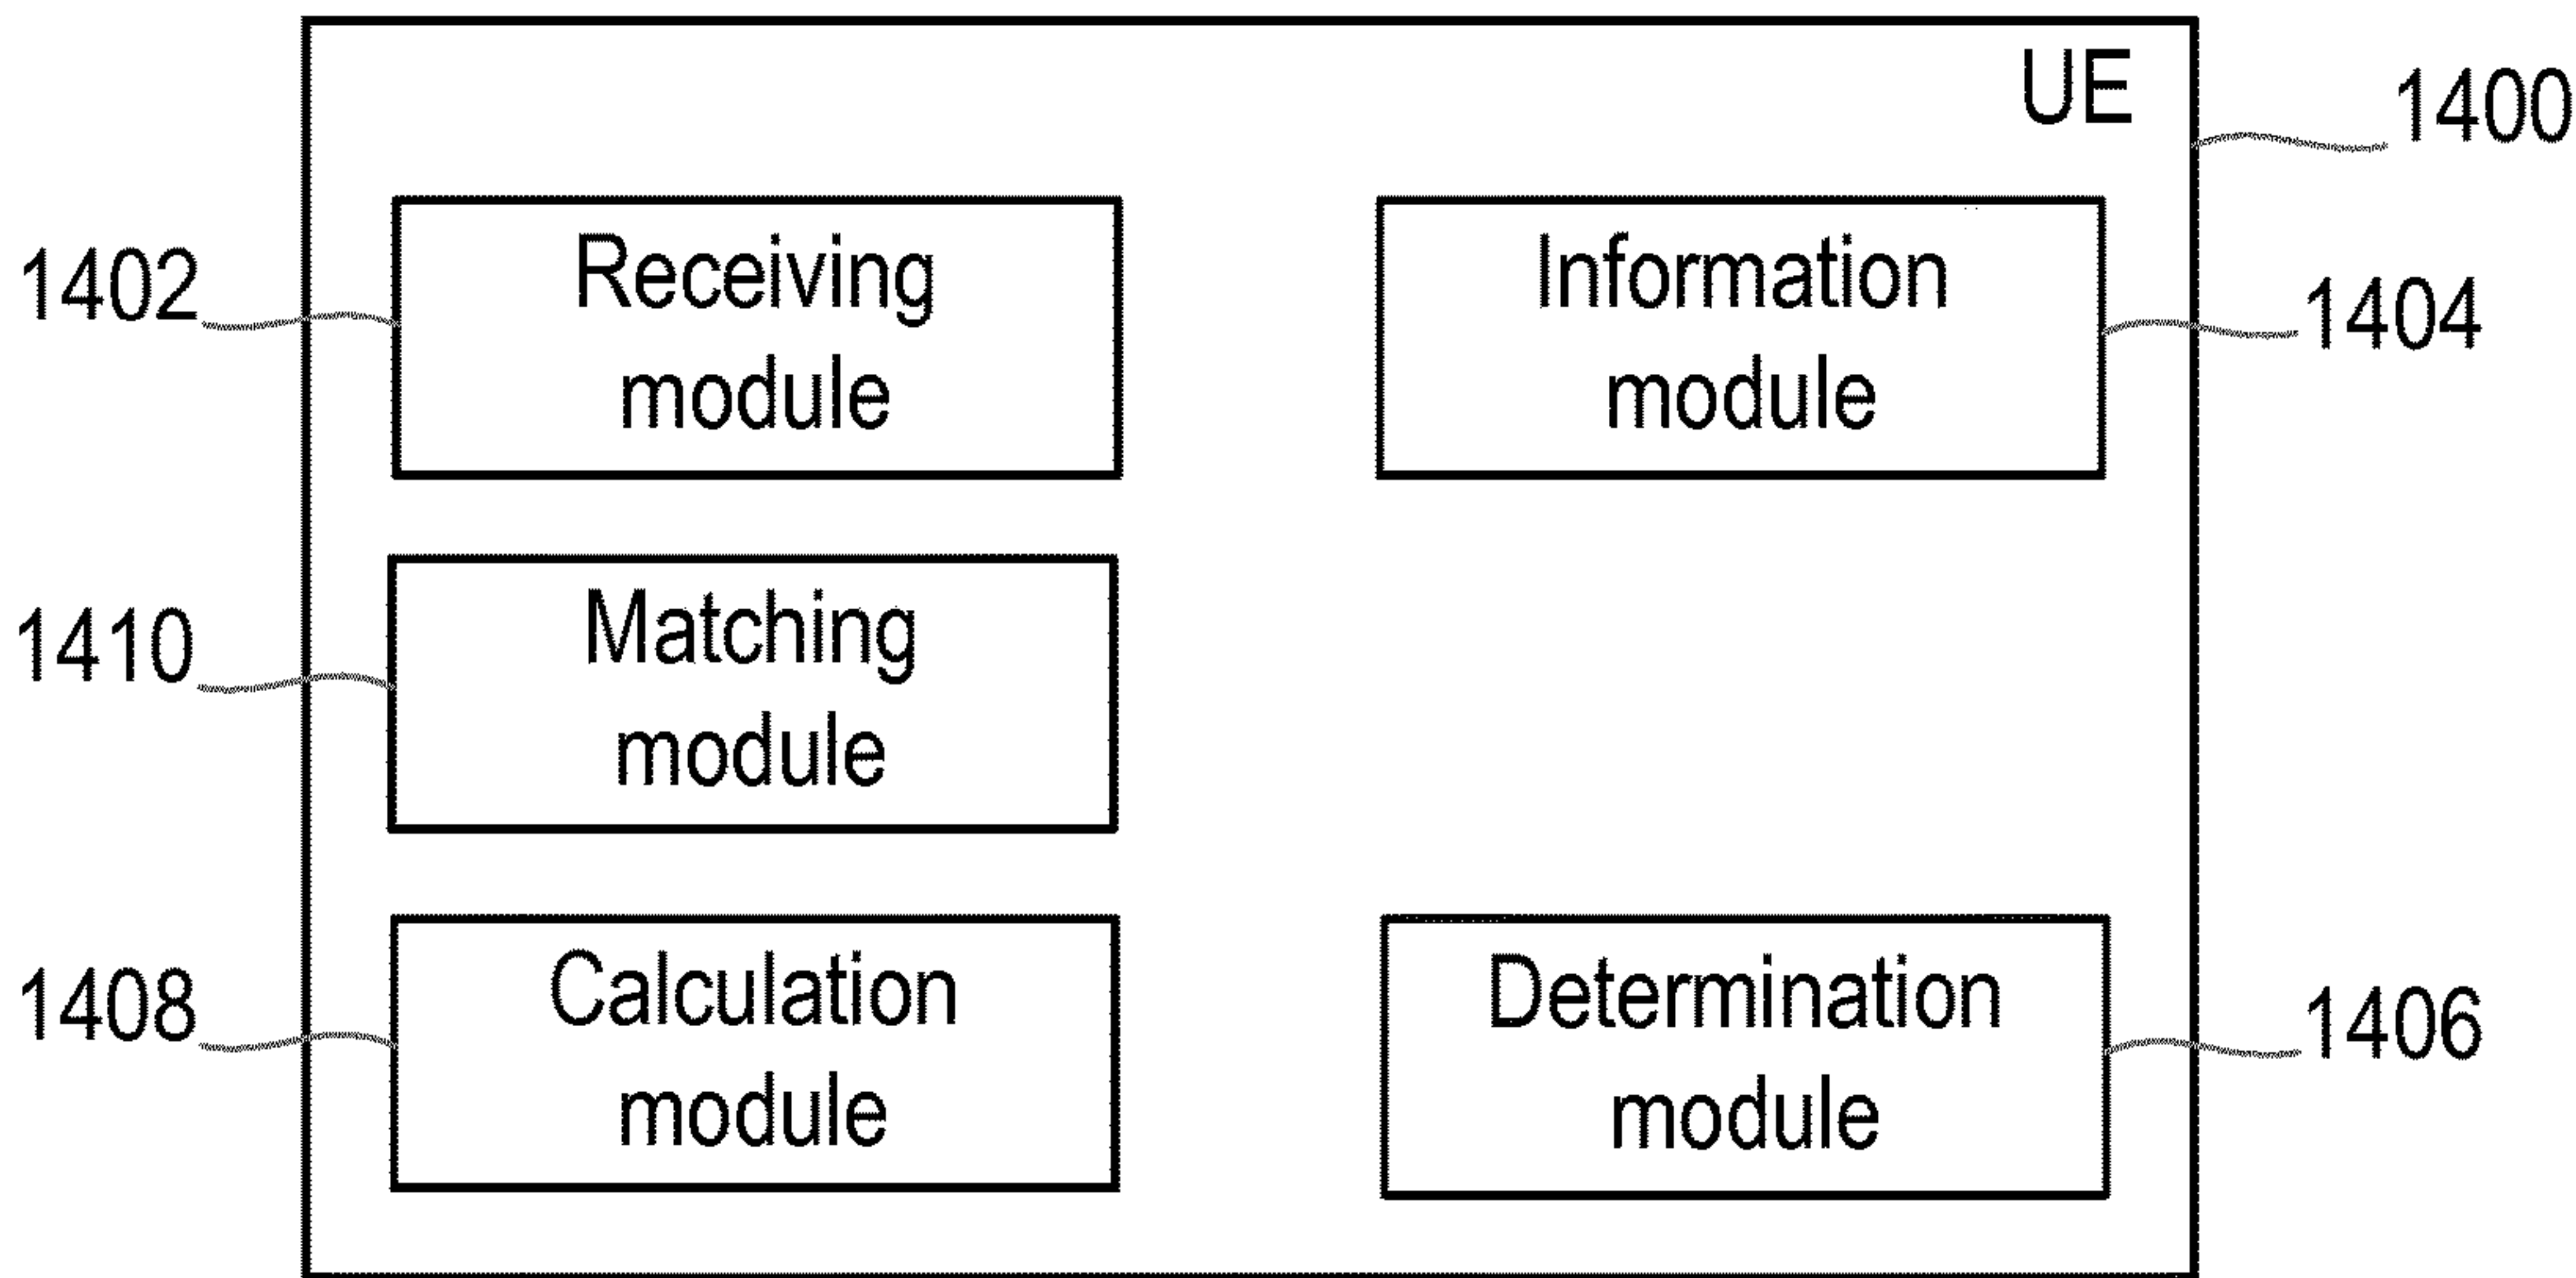 UE
1400
1402
Receiving
module
Information
module
1404
1410
Matching
module
1408
Calculation
module
Determination
module
1406